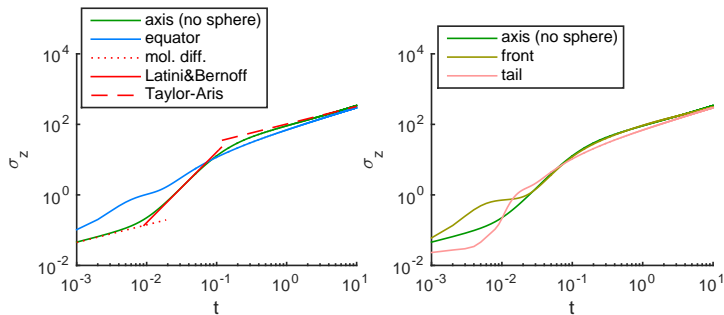 axis (no sphere)
equator
mol. diff.
Latini&Bernoff
Taylor-Aris
10^4
10^2
10^0
10^-2
σ_z
10^-3 10^-2 10^-1 10^0 10^1
t
axis (no sphere)
front
tail
10^4
10^2
10^0
10^-2
σ_z
10^-3 10^-2 10^-1 10^0 10^1
t